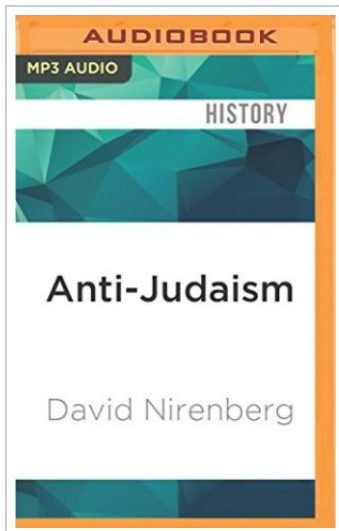 AUDIOBOOK
MP3 AUDIO
HISTORY
Anti-Judaism
David Nirenberg